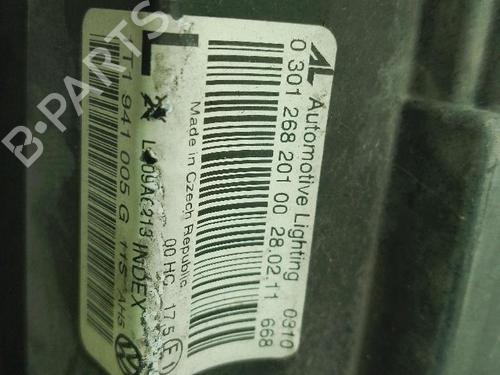 AL Automotive Lighting 0310
0 301 268 201 00 28.02.11 668
Made in Czech Republic
00 HC 17.5 E
INDEX
L
T1 941 005 G
B-PARTS